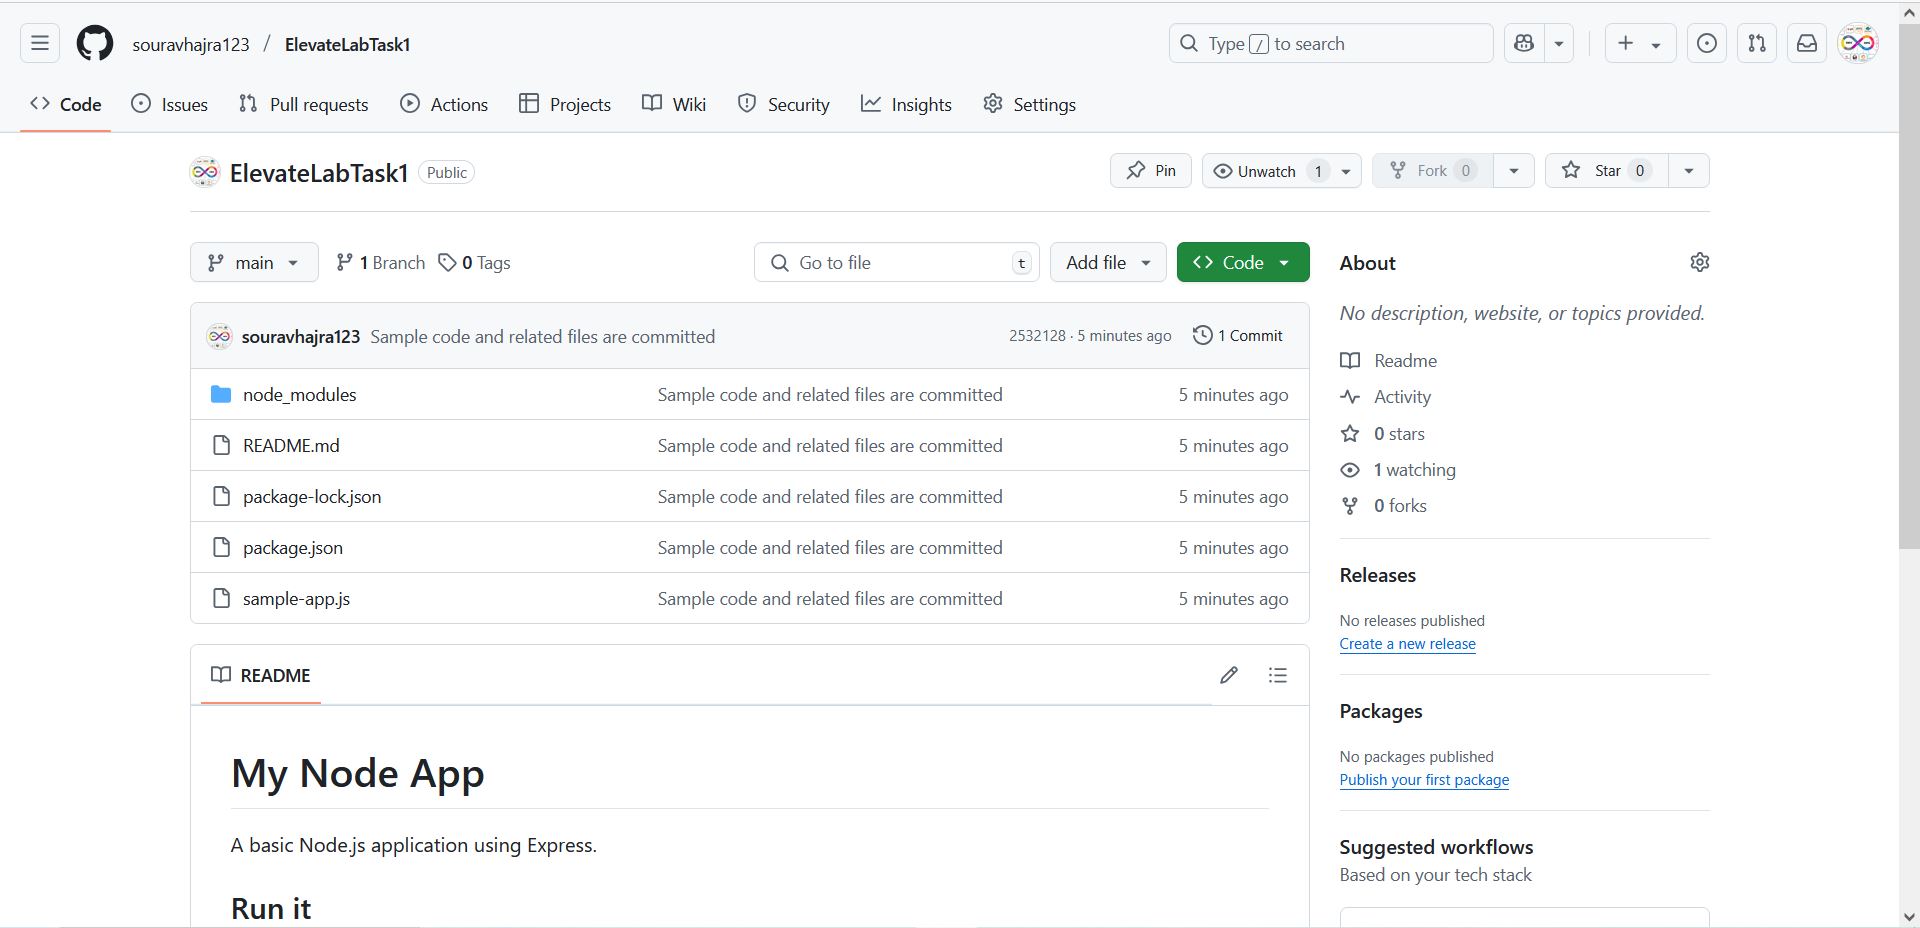 souravhajra123 / ElevateLabTask1
Type / to search
Code Issues Pull requests Actions Projects Wiki Security Insights Settings
ElevateLabTask1 Public
Pin Unwatch 1 Fork 0 Star 0
main 1 Branch 0 Tags Go to file t Add file Code
souravhajra123 Sample code and related files are committed 2532128 · 5 minutes ago 1 Commit
node_modules Sample code and related files are committed 5 minutes ago
README.md Sample code and related files are committed 5 minutes ago
package-lock.json Sample code and related files are committed 5 minutes ago
package.json Sample code and related files are committed 5 minutes ago
sample-app.js Sample code and related files are committed 5 minutes ago
README
My Node App
A basic Node.js application using Express.
Run it
About
No description, website, or topics provided.
Readme
Activity
0 stars
1 watching
0 forks
Releases
No releases published
Create a new release
Packages
No packages published
Publish your first package
Suggested workflows
Based on your tech stack